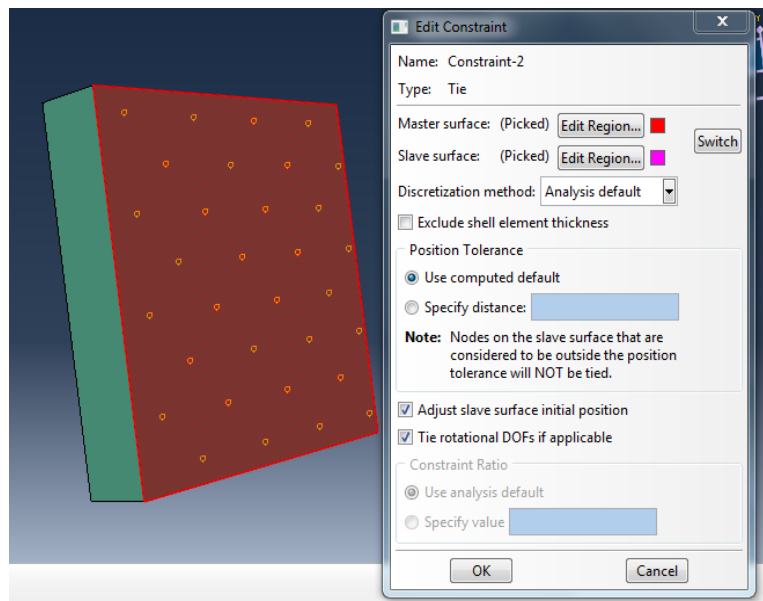 Edit Constraint
X
Name: Constraint-2
Type: Tie
Master surface: (Picked) Edit Region...
Switch
Slave surface: (Picked) Edit Region...
Discretization method: Analysis default
Exclude shell element thickness
Position Tolerance
Use computed default
Specify distance:
Note: Nodes on the slave surface that are
considered to be outside the position
tolerance will NOT be tied.
Adjust slave surface initial position
Tie rotational DOFs if applicable
Constraint Ratio
Use analysis default
Specify value
OK Cancel
Y